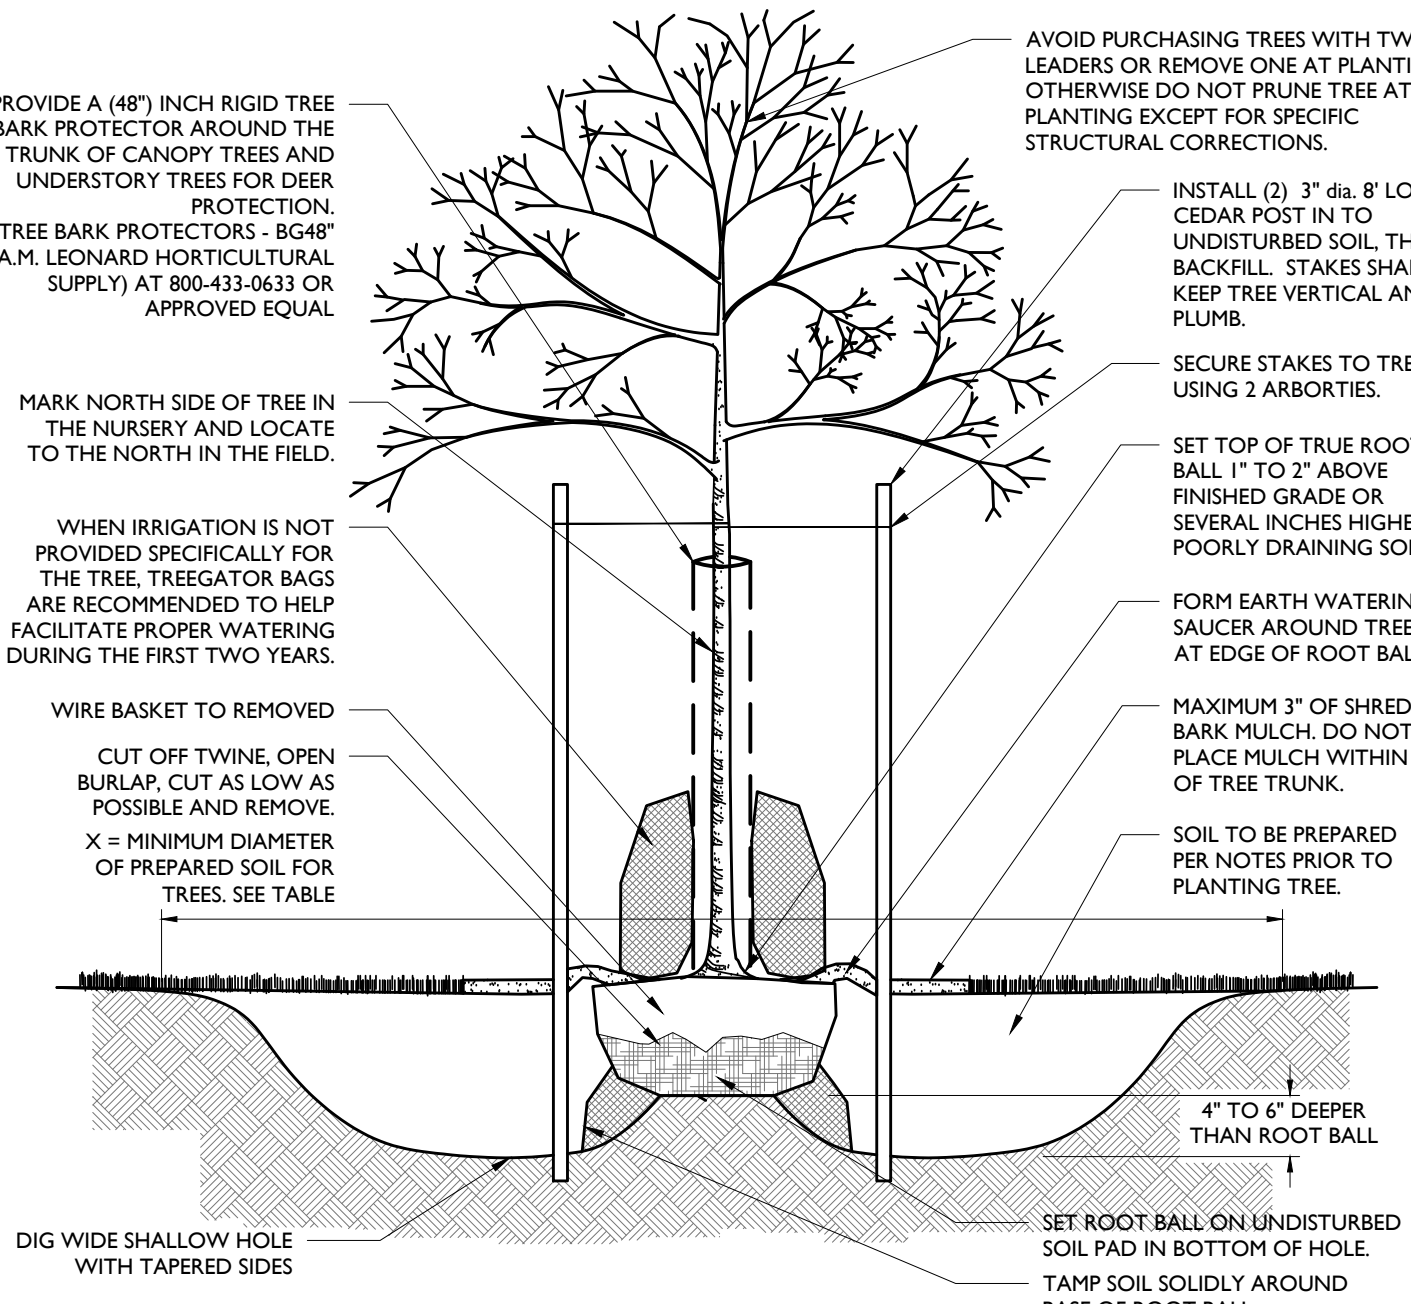 PROVIDE A (48") INCH RIGID TREE
BARK PROTECTOR AROUND THE
TRUNK OF CANOPY TREES AND
UNDERSTORY TREES FOR DEER
PROTECTION.
TREE BARK PROTECTORS - BG48"
A.M. LEONARD HORTICULTURAL
SUPPLY) AT 800-433-0633 OR
APPROVED EQUAL
MARK NORTH SIDE OF TREE IN
THE NURSERY AND LOCATE
TO THE NORTH IN THE FIELD.
WHEN IRRIGATION IS NOT
PROVIDED SPECIFICALLY FOR
THE TREE, TREEGATOR BAGS
ARE RECOMMENDED TO HELP
FACILITATE PROPER WATERING
DURING THE FIRST TWO YEARS.
WIRE BASKET TO REMOVED
CUT OFF TWINE, OPEN
BURLAP, CUT AS LOW AS
POSSIBLE AND REMOVE.
X = MINIMUM DIAMETER
OF PREPARED SOIL FOR
TREES. SEE TABLE
DIG WIDE SHALLOW HOLE
WITH TAPERED SIDES
AVOID PURCHASING TREES WITH TW
LEADERS OR REMOVE ONE AT PLANTI
OTHERWISE DO NOT PRUNE TREE AT
PLANTING EXCEPT FOR SPECIFIC
STRUCTURAL CORRECTIONS.
INSTALL (2) 3" dia. 8' LO
CEDAR POST IN TO
UNDISTURBED SOIL, TH
BACKFILL. STAKES SHA
KEEP TREE VERTICAL AN
PLUMB.
SECURE STAKES TO TRE
USING 2 ARBORTIES.
SET TOP OF TRUE ROOT
BALL 1" TO 2" ABOVE
FINISHED GRADE OR
SEVERAL INCHES HIGHE
POORLY DRAINING SOI
FORM EARTH WATERIN
SAUCER AROUND TREE
AT EDGE OF ROOT BAL
MAXIMUM 3" OF SHRED
BARK MULCH. DO NOT
PLACE MULCH WITHIN
OF TREE TRUNK.
SOIL TO BE PREPARED
PER NOTES PRIOR TO
PLANTING TREE.
4" TO 6" DEEPER
THAN ROOT BALL
SET ROOT BALL ON UNDISTURBED
SOIL PAD IN BOTTOM OF HOLE.
TAMP SOIL SOLIDLY AROUND
BASE OF ROOT BALL